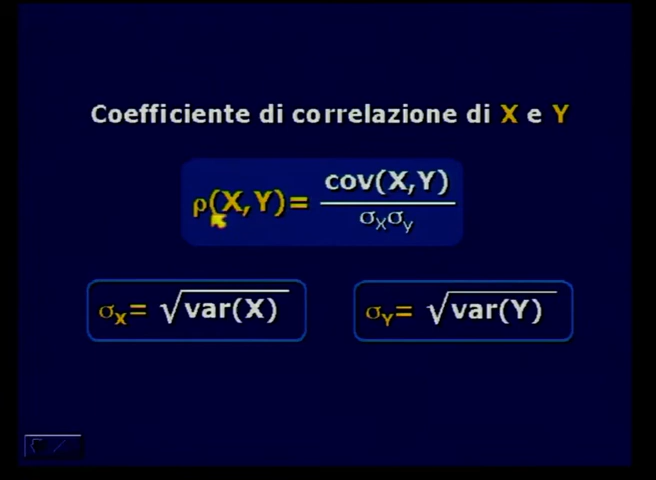 Coefficiente di correlazione di X e Y
ρ(X,Y)= cov(X,Y)
σxσy
σX= √var(X)
σY= √var(Y)